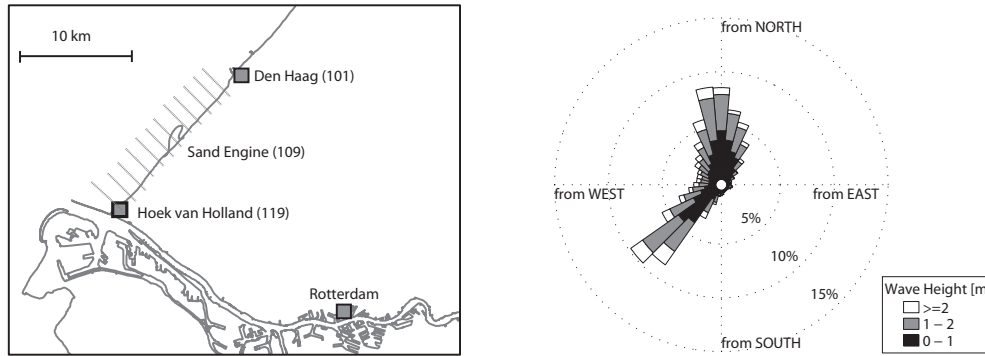 10 km
Den Haag (101)
Sand Engine (109)
Hoek van Holland (119)
Rotterdam
from NORTH
from WEST
from EAST
5%
10%
15%
from SOUTH
Wave Height [m
>=2
1 – 2
0 – 1